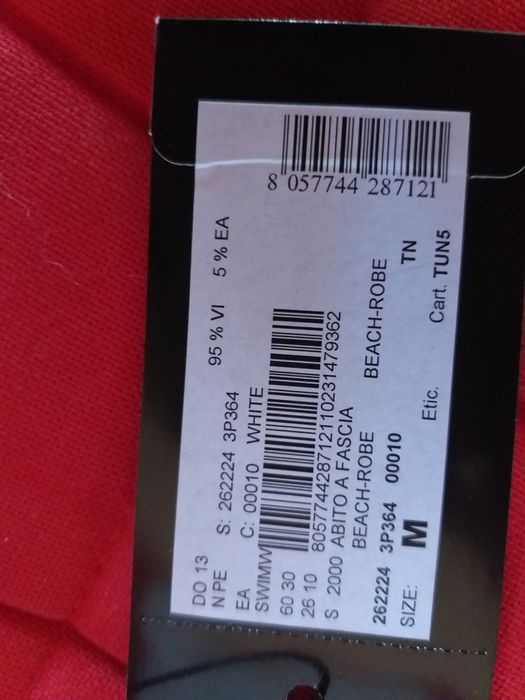 8 057744 287121
DO 13
N PE S: 262224 3P364 95 % VI 5 % EA
EA C: 00010 WHITE
SWIMW
60 30
26 10 8057744287121102314793​62
S 2000 ABITO A FASCIA
BEACH-ROBE BEACH-ROBE
262224 3P364 00010 TN
SIZE: M Etic. Cart. TUN5